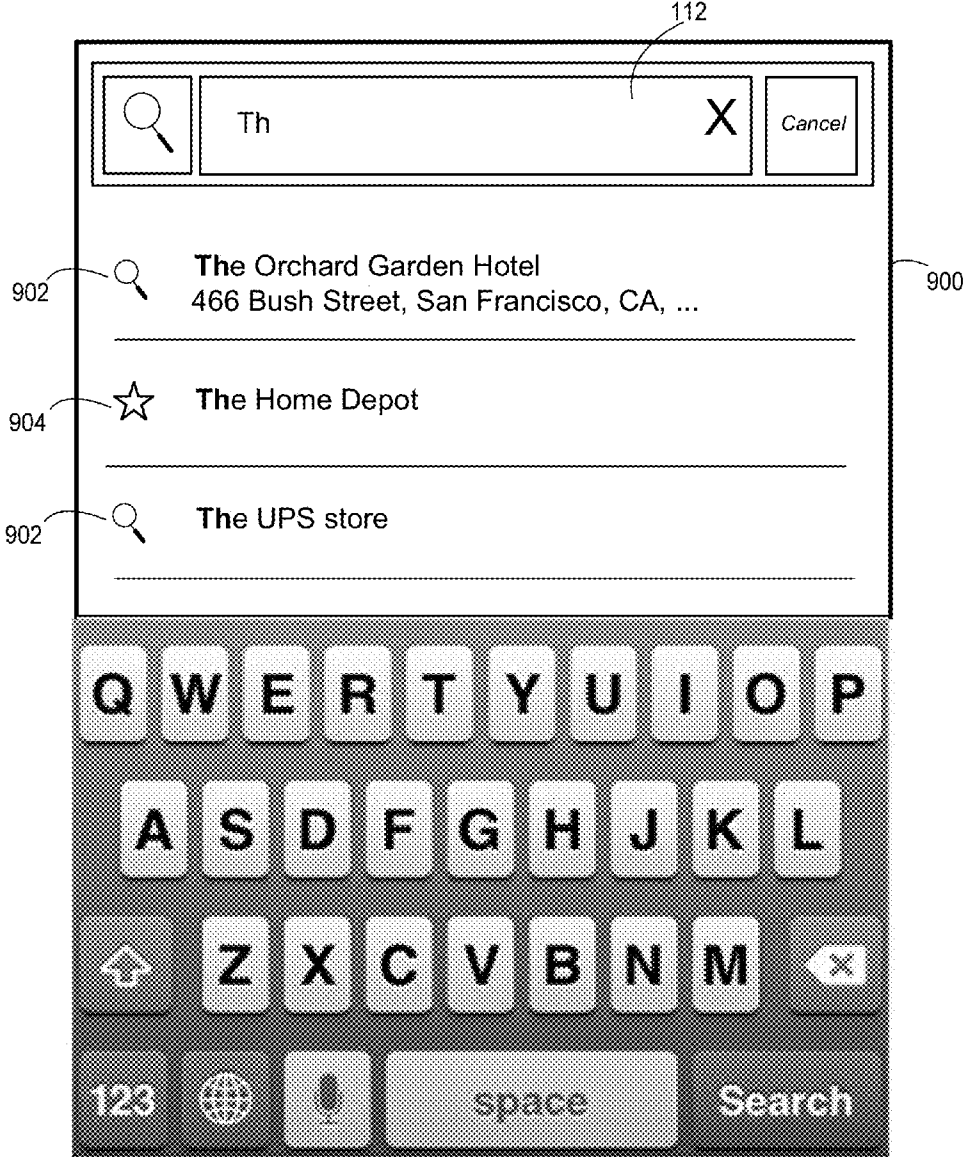 112
Th X Cancel
900
902 The Orchard Garden Hotel
466 Bush Street, San Francisco, CA, ...
904 The Home Depot
902 The UPS store
Q W E R T Y U I O P
A S D F G H J K L
Z X C V B N M X
123 space Search